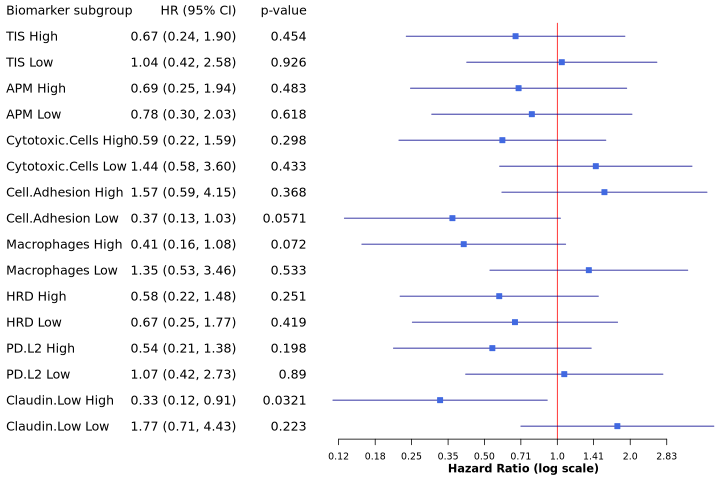 Biomarker subgroup HR (95% CI) p-value
TIS High 0.67 (0.24, 1.90) 0.454
TIS Low 1.04 (0.42, 2.58) 0.926
APM High 0.69 (0.25, 1.94) 0.483
APM Low 0.78 (0.30, 2.03) 0.618
Cytotoxic.Cells High 0.59 (0.22, 1.59) 0.298
Cytotoxic.Cells Low 1.44 (0.58, 3.60) 0.433
Cell.Adhesion High 1.57 (0.59, 4.15) 0.368
Cell.Adhesion Low 0.37 (0.13, 1.03) 0.0571
Macrophages High 0.41 (0.16, 1.08) 0.072
Macrophages Low 1.35 (0.53, 3.46) 0.533
HRD High 0.58 (0.22, 1.48) 0.251
HRD Low 0.67 (0.25, 1.77) 0.419
PD.L2 High 0.54 (0.21, 1.38) 0.198
PD.L2 Low 1.07 (0.42, 2.73) 0.89
Claudin.Low High 0.33 (0.12, 0.91) 0.0321
Claudin.Low Low 1.77 (0.71, 4.43) 0.223
0.12 0.18 0.25 0.35 0.50 0.71 1.0 1.41 2.0 2.83
Hazard Ratio (log scale)